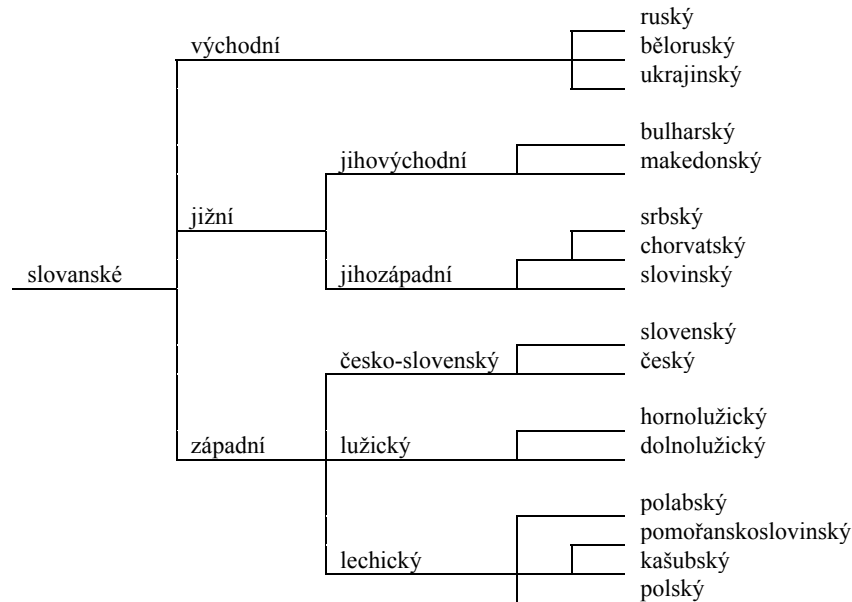 ruský
východní
běloruský
ukrajinský
bulharský
jihovýchodní
makedonský
jižní
srbský
chorvatský
slovanské
jihozápadní
slovinský
slovenský
česko-slovenský
český
hornolužický
západní
lužický
dolnolužický
polabský
pomořanskoslovinský
lechický
kašubský
polský